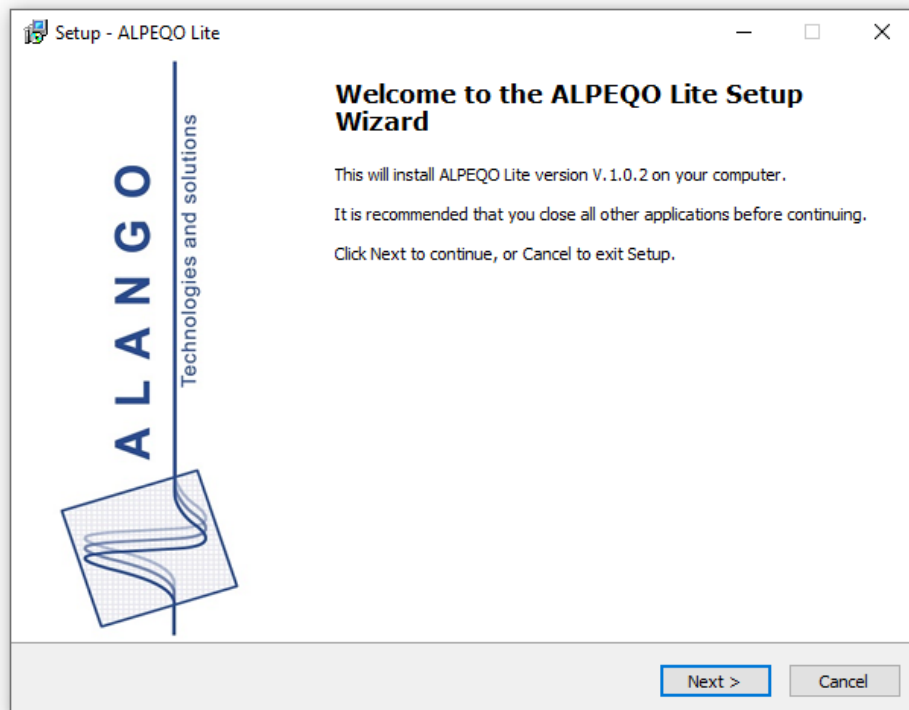 Setup - ALPEQO Lite
ALANGO
Technologies and solutions
Welcome to the ALPEQO Lite Setup
Wizard
This will install ALPEQO Lite version V.1.0.2 on your computer.
It is recommended that you close all other applications before continuing.
Click Next to continue, or Cancel to exit Setup.
Next >
Cancel